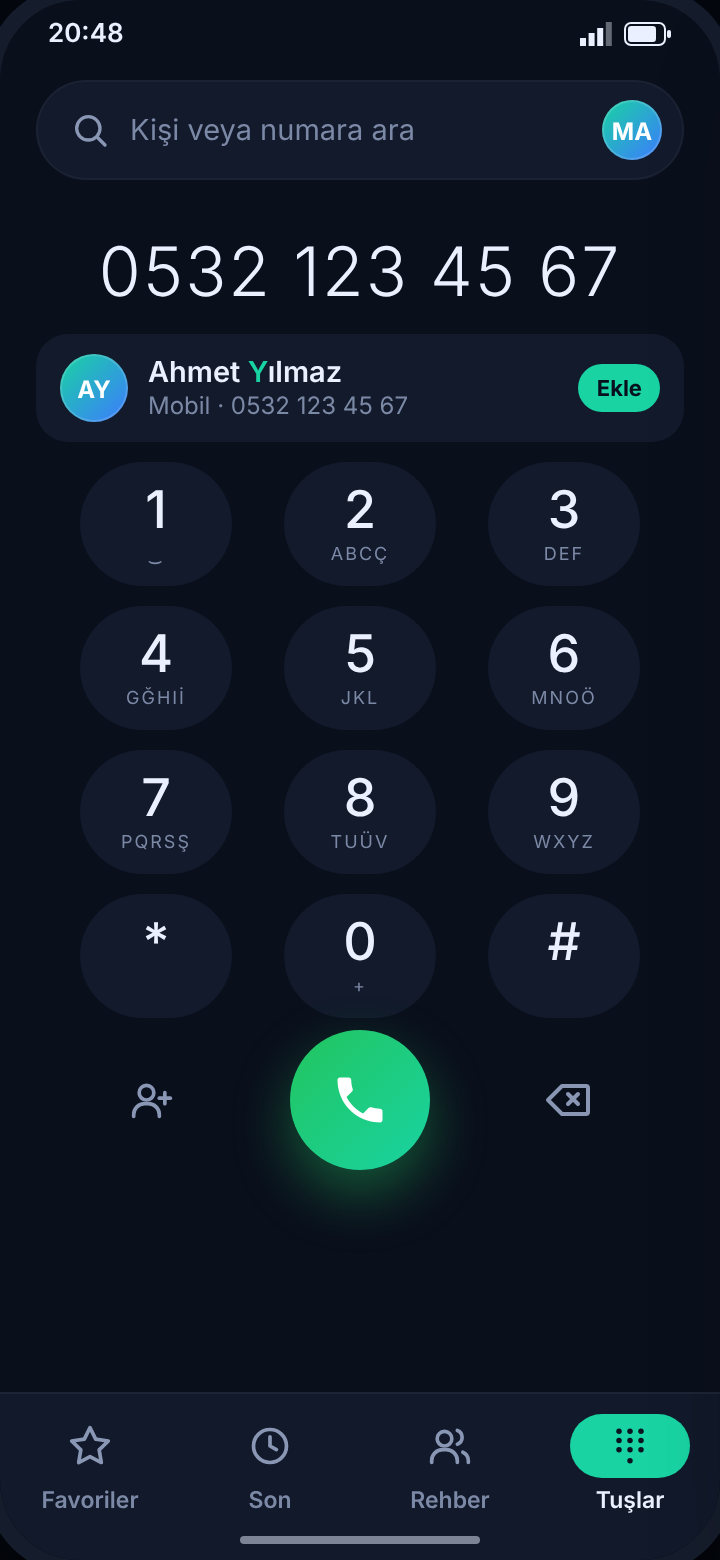 20:48
Kişi veya numara ara
MA
0532 123 45 67
AY
Ahmet Yılmaz
Mobil · 0532 123 45 67
Ekle
1 2 3
ABCÇ DEF
4 5 6
GĞHIİ JKL MNOÖ
7 8 9
PQRSŞ TUÜV WXYZ
* 0 #
+
Favoriler Son Rehber Tuşlar